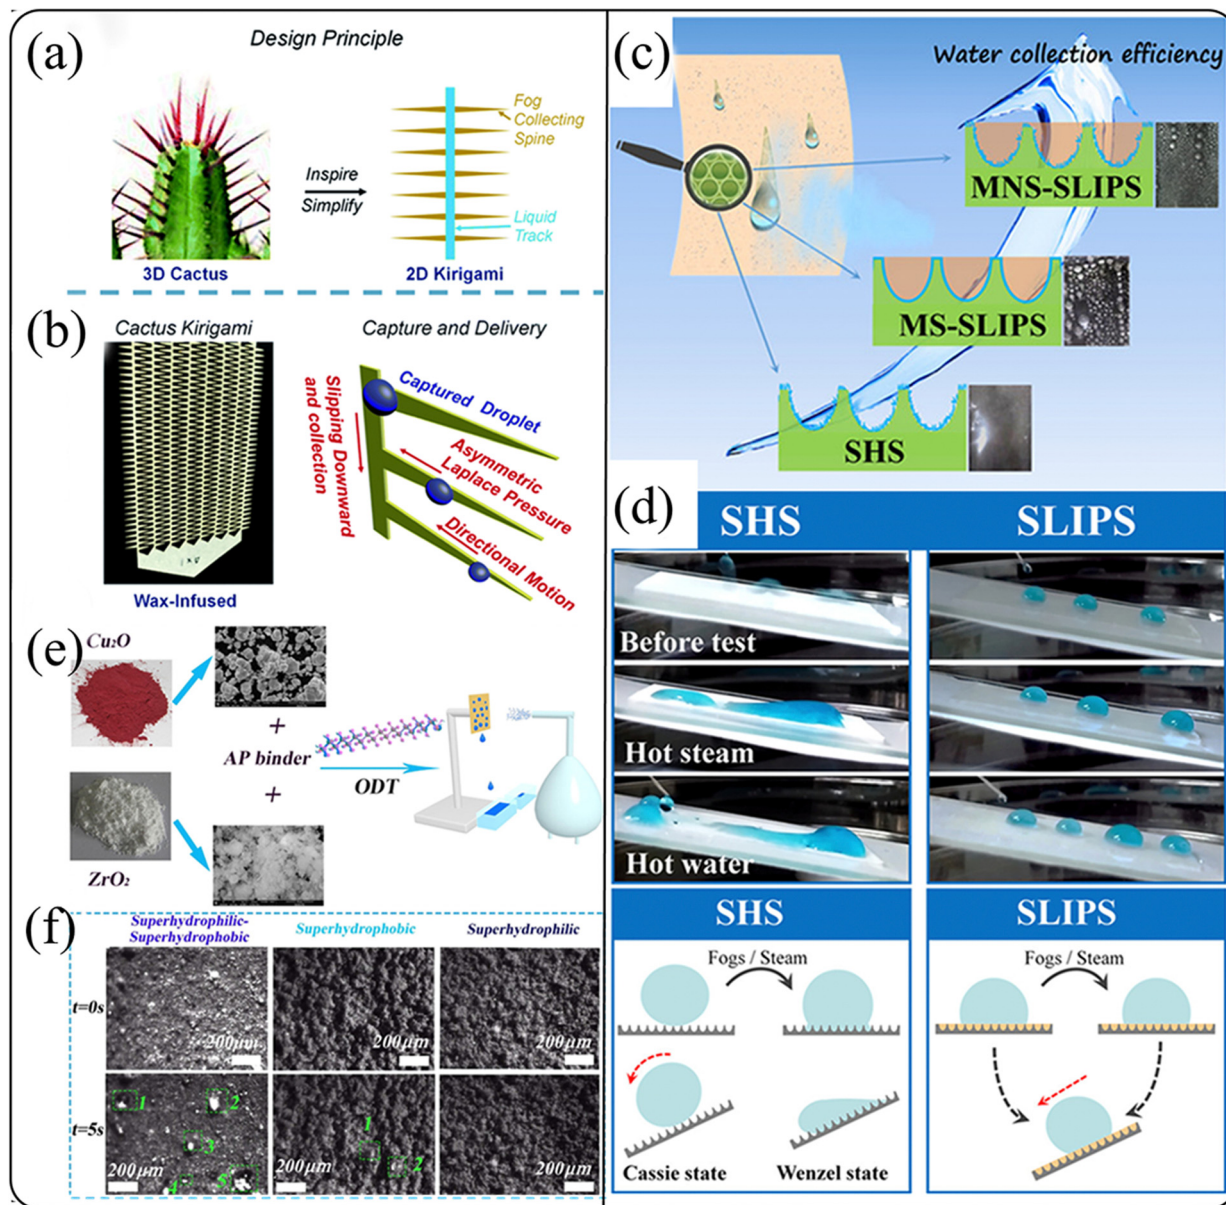 (a)
Design Principle
Fog
Collecting
Spine
Inspire
Simplify
Liquid
Track
3D Cactus
2D Kirigami
(b)
Cactus Kirigami
Capture and Delivery
Captured Droplet
Slipping Downward
and collection
Asymmetric
Laplace Pressure
Directional Motion
Wax-Infused
(e)
Cu₂O
+
AP binder
+
ODT
ZrO₂
(f)
Superhydrophilic-
Superhydrophobic
Superhydrophobic
Superhydrophilic
t=0s
200μm
200μm
200μm
t=5s
1
2
3
4
5
200μm
1
2
200μm
200μm
(c)
Water collection efficiency
MNS-SLIPS
MS-SLIPS
SHS
(d)
SHS
SLIPS
Before test
Hot steam
Hot water
SHS
SLIPS
Fogs / Steam
Fogs / Steam
Cassie state
Wenzel state